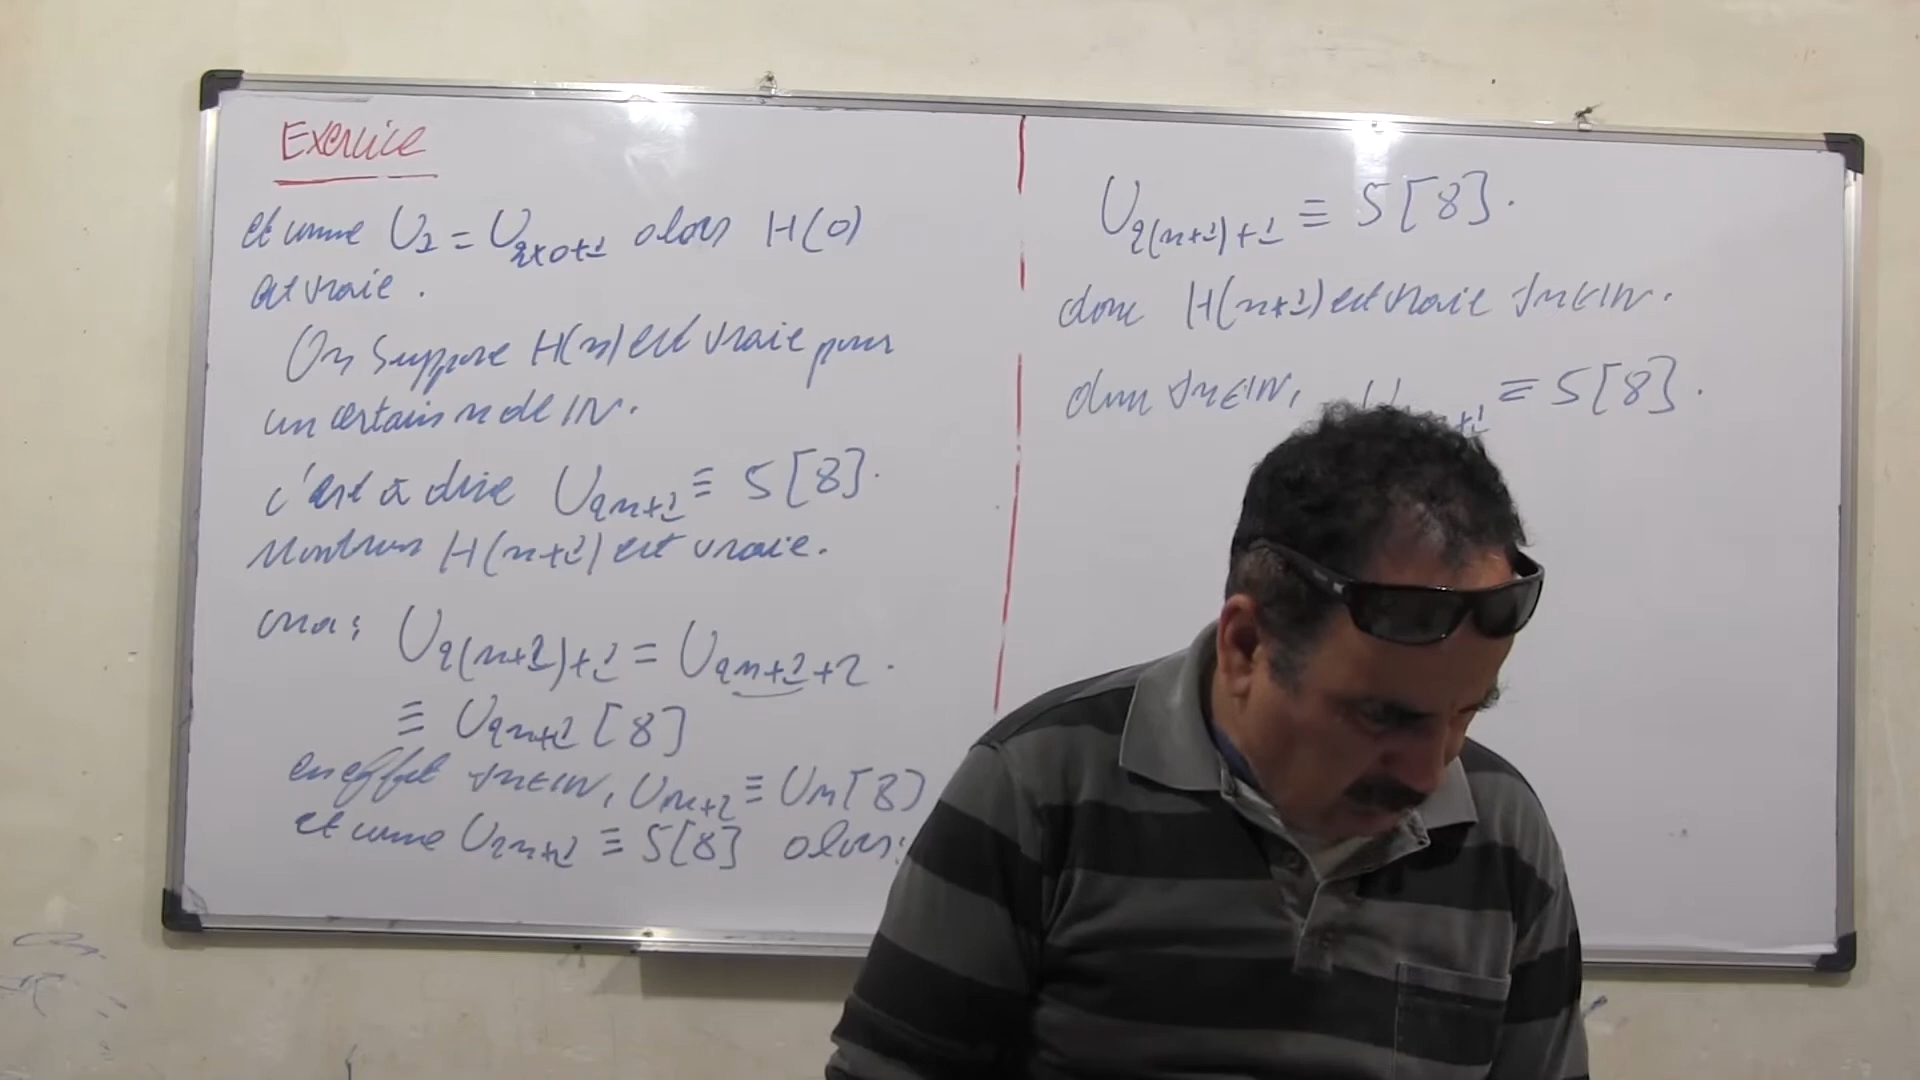 Exercice
et comme U₁ = U₂ₓ₀₊₁ alors H(0)
est vraie.
On suppose H(n) est vraie pour
un certain n de IN.
c'est à dire U₂ₙ₊₁ ≡ 5[8].
Montrons H(n+1) est vraie.
on a: U₂₍ₙ₊₁₎₊₁ = U₂ₙ₊₁₊₂.
≡ U₂ₙ₊₁ [8]
en effet ∀n∈IN, Uₙ₊₂ ≡ Uₙ[8]
et comme U₂ₙ₊₁ ≡ 5[8] alors:
U₂₍ₙ₊₁₎₊₁ ≡ 5[8].
donc H(n+1) est vraie ∀n∈IN.
donc ∀n∈IN, U ₊₁ ≡ 5[8].